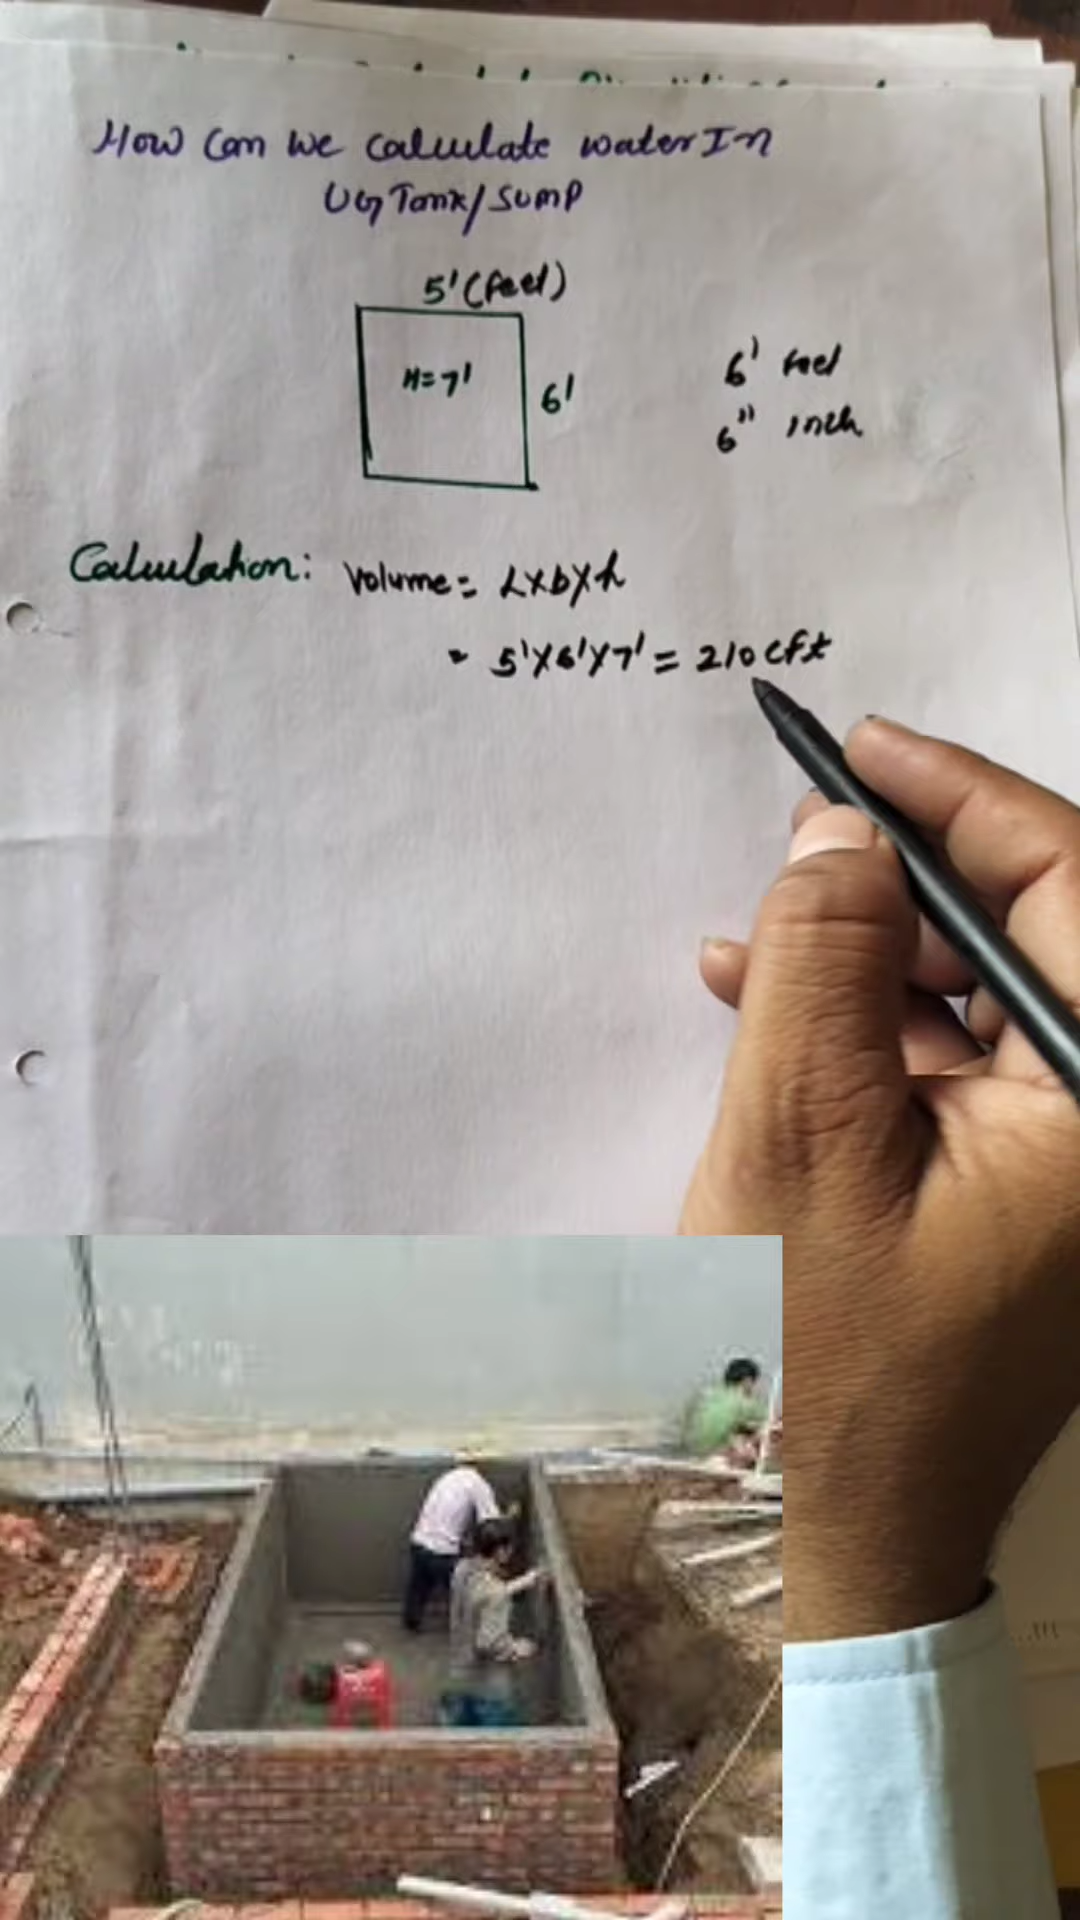 How Can we calculate water In
UG Tank/Sump
5'(feet)
H=7'
6'
6' feet
6" inch
Calculation: Volume = L×b×h
= 5'×6'×7' = 210 cft